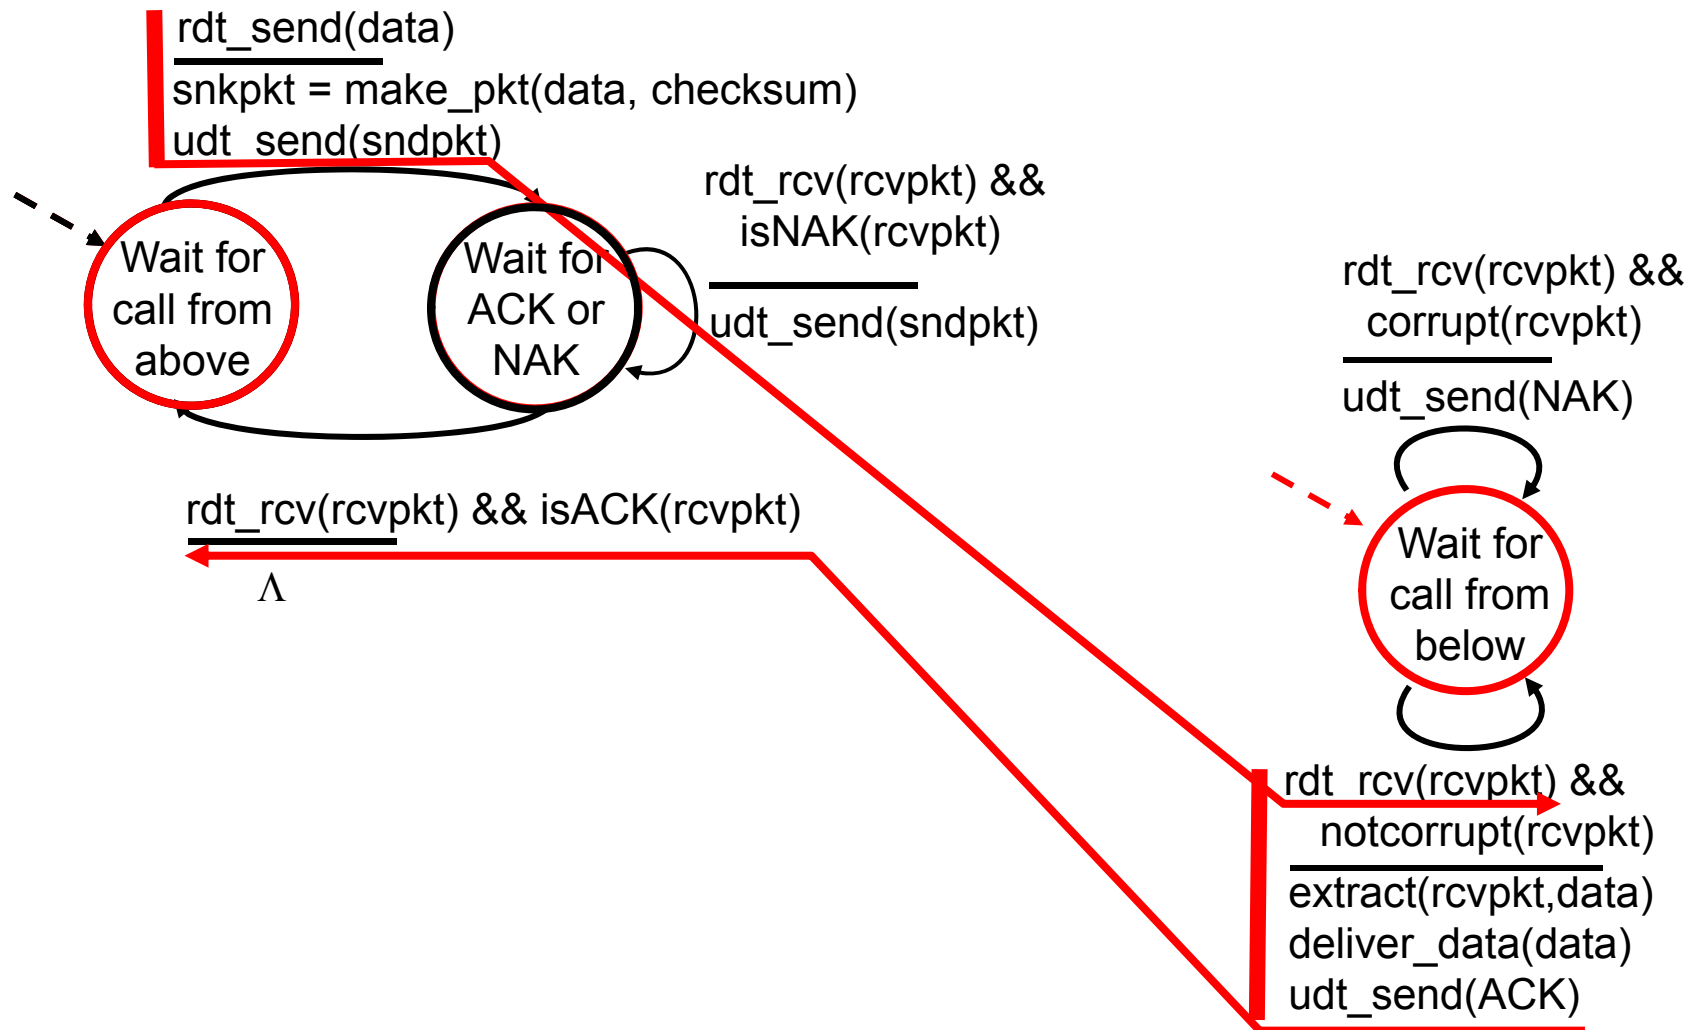 rdt_send(data)
snkpkt = make_pkt(data, checksum)
udt_send(sndpkt)
rdt_rcv(rcvpkt) &&
isNAK(rcvpkt)
udt_send(sndpkt)
Wait for
call from
above
Wait for
ACK or
NAK
rdt_rcv(rcvpkt) && isACK(rcvpkt)
Λ
rdt_rcv(rcvpkt) &&
corrupt(rcvpkt)
udt_send(NAK)
Wait for
call from
below
rdt_rcv(rcvpkt) &&
notcorrupt(rcvpkt)
extract(rcvpkt,data)
deliver_data(data)
udt_send(ACK)